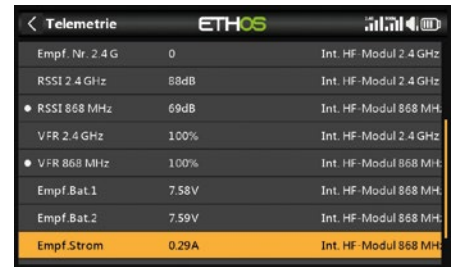 Telemetrie ETHOS
Empf. Nr. 2.4 G 0 Int. HF-Modul 2.4 GHz
RSSI 2.4 GHz 88dB Int. HF-Modul 2.4 GHz
RSSI 868 MHz 69dB Int. HF-Modul 868 MH
VFR 2.4 GHz 100% Int. HF-Modul 2.4 GHz
VFR 868 MHz 100% Int. HF-Modul 868 MH
Empf.Bat.1 7.58V Int. HF-Modul 868 MH
Empf.Bat.2 7.59V Int. HF-Modul 868 MH
Empf.Strom 0.29A Int. HF-Modul 868 MH